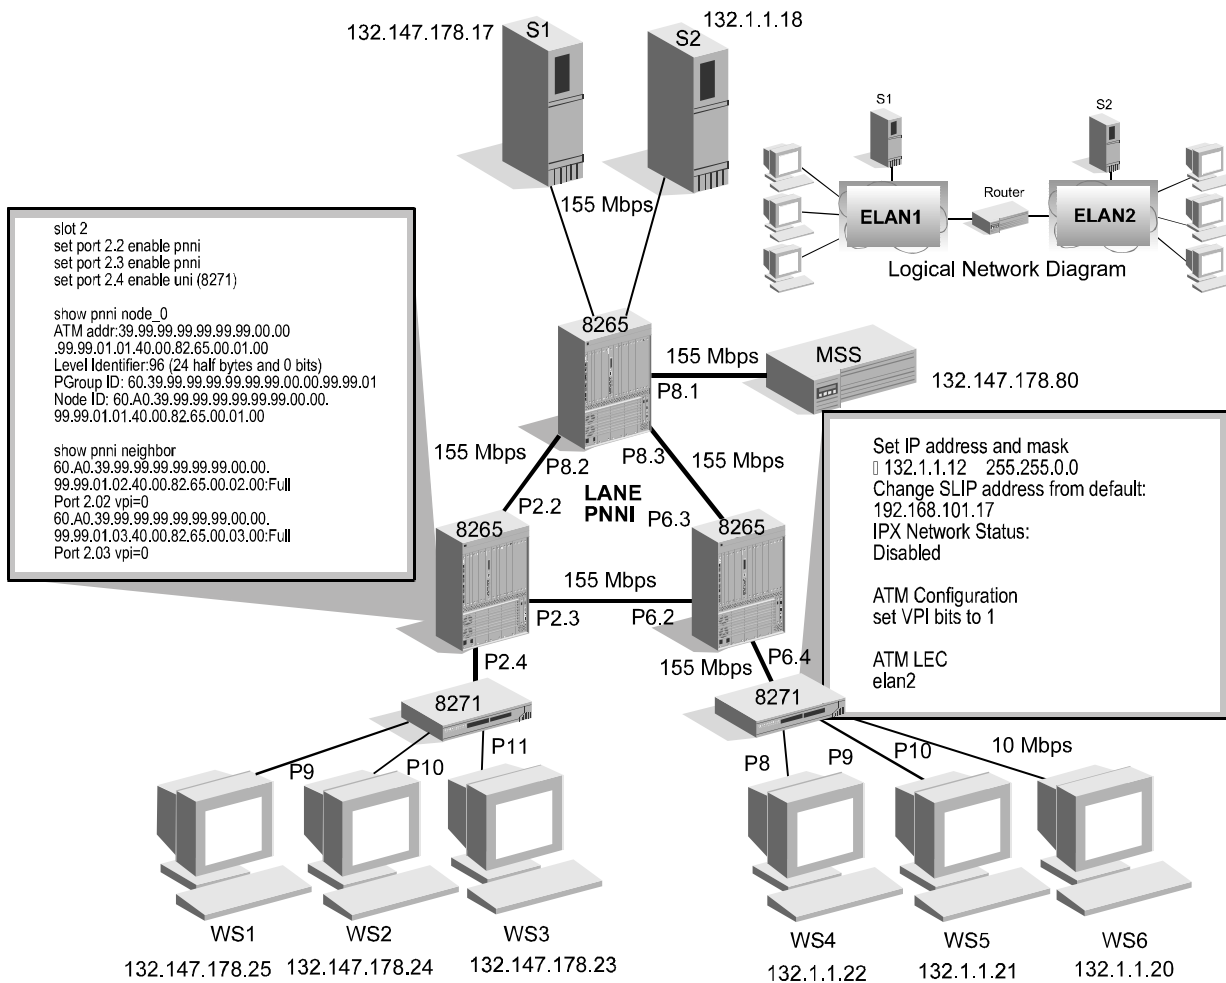 132.147.178.17
S1
S2
132.1.1.18
155 Mbps
S1
S2
Router
ELAN1
ELAN2
Logical Network Diagram
slot 2
set port 2.2 enable pnni
set port 2.3 enable pnni
set port 2.4 enable uni (8271)
show pnni node_0
ATM addr:39.99.99.99.99.99.99.00.00
.99.99.01.01.40.00.82.65.00.01.00
Level Identifier:96 (24 half bytes and 0 bits)
PGroup ID: 60.39.99.99.99.99.99.99.00.00.99.99.01
Node ID: 60.A0.39.99.99.99.99.99.99.00.00.
99.99.01.01.40.00.82.65.00.01.00
show pnni neighbor
60.A0.39.99.99.99.99.99.99.00.00.
99.99.01.02.40.00.82.65.00.02.00:Full
Port 2.02 vpi=0
60.A0.39.99.99.99.99.99.99.00.00.
99.99.01.03.40.00.82.65.00.03.00:Full
Port 2.03 vpi=0
8265
155 Mbps
P8.1
MSS
132.147.178.80
155 Mbps
P8.2
P8.3
155 Mbps
LANE
PNNI
P2.2
P6.3
8265
8265
155 Mbps
P2.3
P6.2
P2.4
155 Mbps
P6.4
Set IP address and mask
132.1.1.12 255.255.0.0
Change SLIP address from default:
192.168.101.17
IPX Network Status:
Disabled
ATM Configuration
set VPI bits to 1
ATM LEC
elan2
8271
8271
P9
P10
P11
P8
P9
P10
10 Mbps
WS1
WS2
WS3
WS4
WS5
WS6
132.147.178.25
132.147.178.24
132.147.178.23
132.1.1.22
132.1.1.21
132.1.1.20